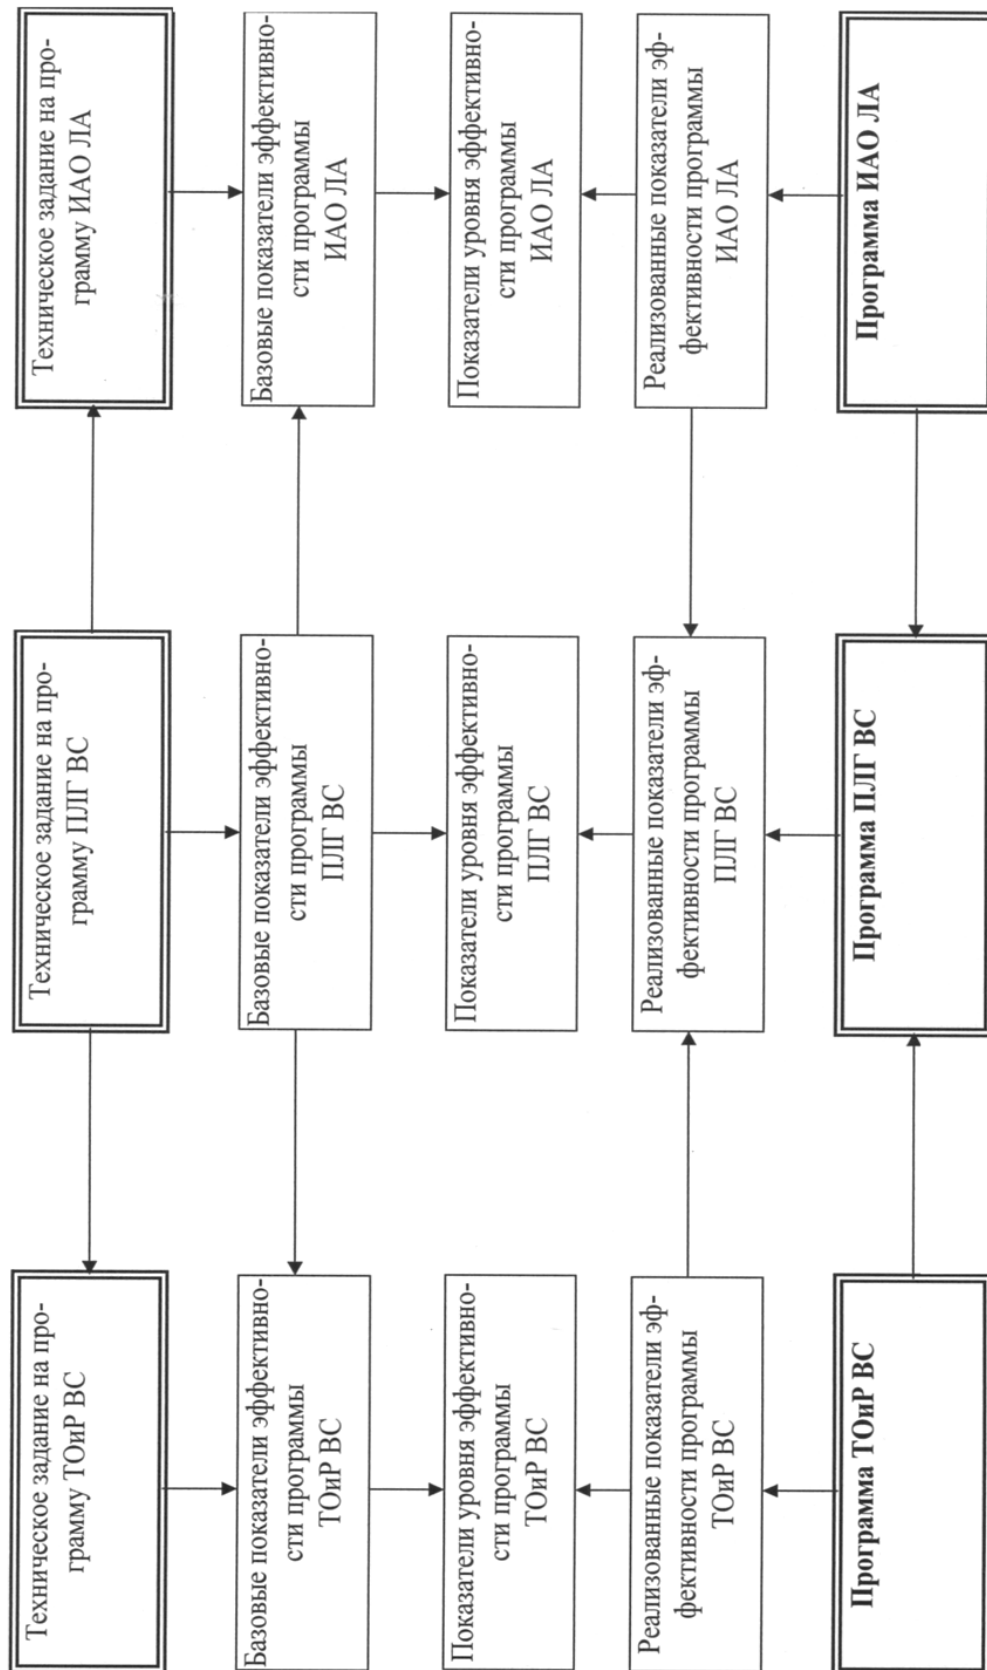 Техническое задание на про-
грамму ТОиР ВС
Техническое задание на про-
грамму ПЛГ ВС
Техническое задание на про-
грамму ИАО ЛА
Базовые показатели эффективно-
сти программы
ТОиР ВС
Базовые показатели эффективно-
сти программы
ПЛГ ВС
Базовые показатели эффективно-
сти программы
ИАО ЛА
Показатели уровня эффективно-
сти программы
ТОиР ВС
Показатели уровня эффективно-
сти программы
ПЛГ ВС
Показатели уровня эффективно-
сти программы
ИАО ЛА
Реализованные показатели эф-
фективности программы
ТОиР ВС
Реализованные показатели эф-
фективности программы
ПЛГ ВС
Реализованные показатели эф-
фективности программы
ИАО ЛА
Программа ТОиР ВС
Программа ПЛГ ВС
Программа ИАО ЛА